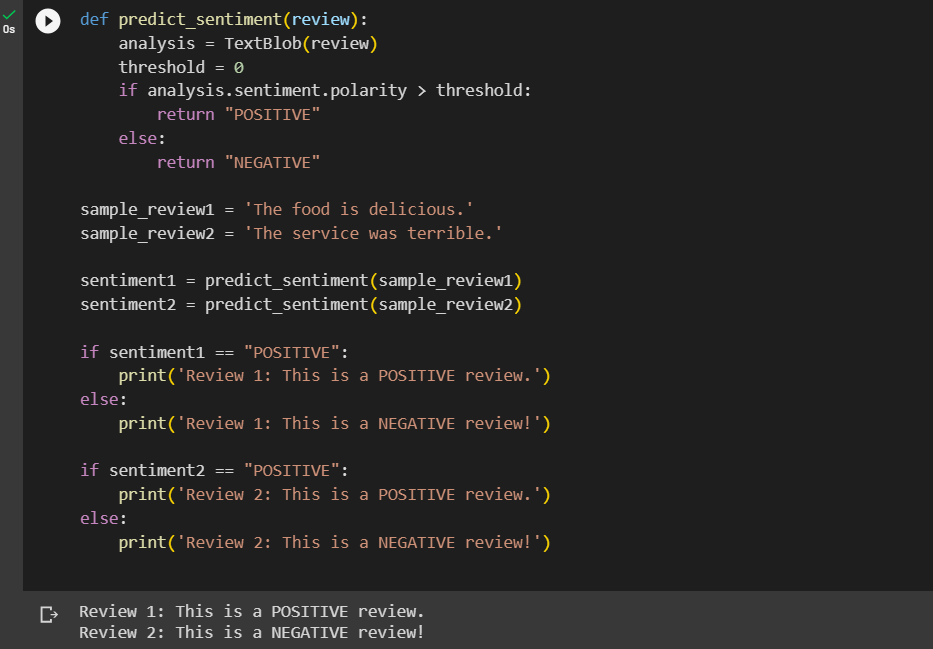 0s
def predict_sentiment(review):
    analysis = TextBlob(review)
    threshold = 0
    if analysis.sentiment.polarity > threshold:
        return "POSITIVE"
    else:
        return "NEGATIVE"

sample_review1 = 'The food is delicious.'
sample_review2 = 'The service was terrible.'

sentiment1 = predict_sentiment(sample_review1)
sentiment2 = predict_sentiment(sample_review2)

if sentiment1 == "POSITIVE":
    print('Review 1: This is a POSITIVE review.')
else:
    print('Review 1: This is a NEGATIVE review!')

if sentiment2 == "POSITIVE":
    print('Review 2: This is a POSITIVE review.')
else:
    print('Review 2: This is a NEGATIVE review!')

Review 1: This is a POSITIVE review.
Review 2: This is a NEGATIVE review!